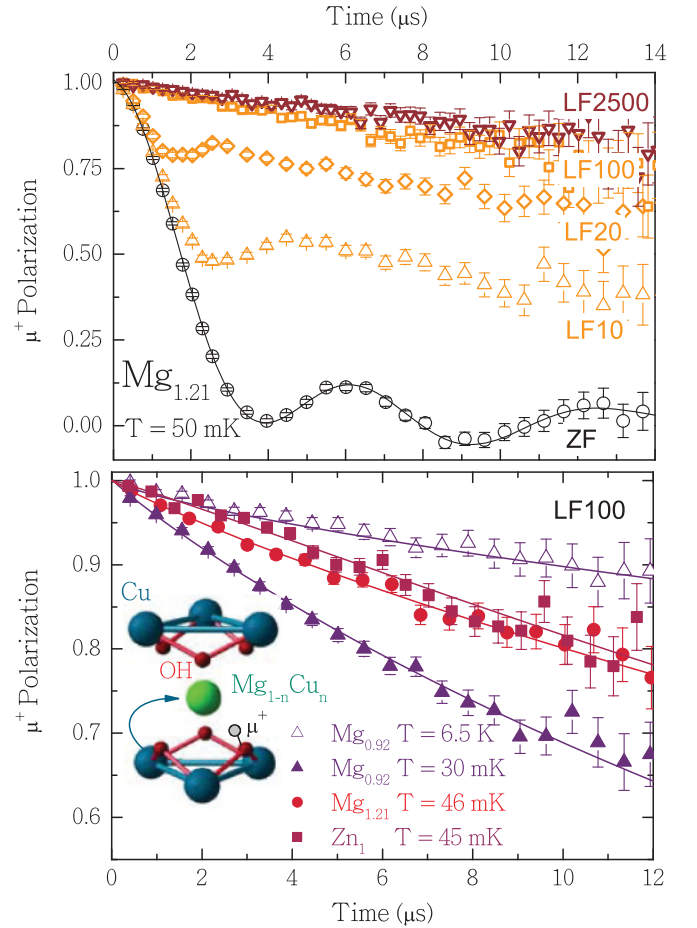 Time (μs)
0 2 4 6 8 10 12 14
1.00
0.75
0.50
0.25
0.00
μ⁺ Polarization
LF2500
LF100
LF20
LF10
ZF
Mg₁.₂₁
T = 50 mK
1.0
0.9
0.8
0.7
0.6
μ⁺ Polarization
LF100
Cu
OH
Mg₁₋ₙCuₙ
μ⁺
Mg₀.₉₂ T = 6.5 K
Mg₀.₉₂ T = 30 mK
Mg₁.₂₁ T = 46 mK
Zn₁ T = 45 mK
0 2 4 6 8 10 12
Time (μs)